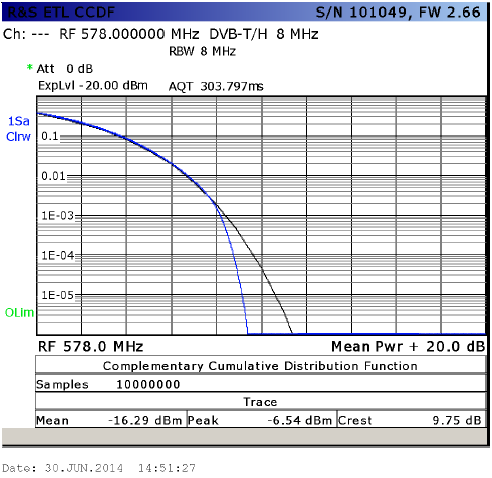 R&S ETL CCDF S/N 101049, FW 2.66
Ch: --- RF 578.000000 MHz DVB-T/H 8 MHz
RBW 8 MHz
* Att 0 dB
ExpLvl -20.00 dBm AQT 303.797ms
1Sa
Clrw
0.1
0.01
1E-03
1E-04
1E-05
OLim
RF 578.0 MHz Mean Pwr + 20.0 dB
Complementary Cumulative Distribution Function
Samples 10000000
Trace
Mean -16.29 dBm Peak -6.54 dBm Crest 9.75 dB
Date: 30.JUN.2014 14:51:27